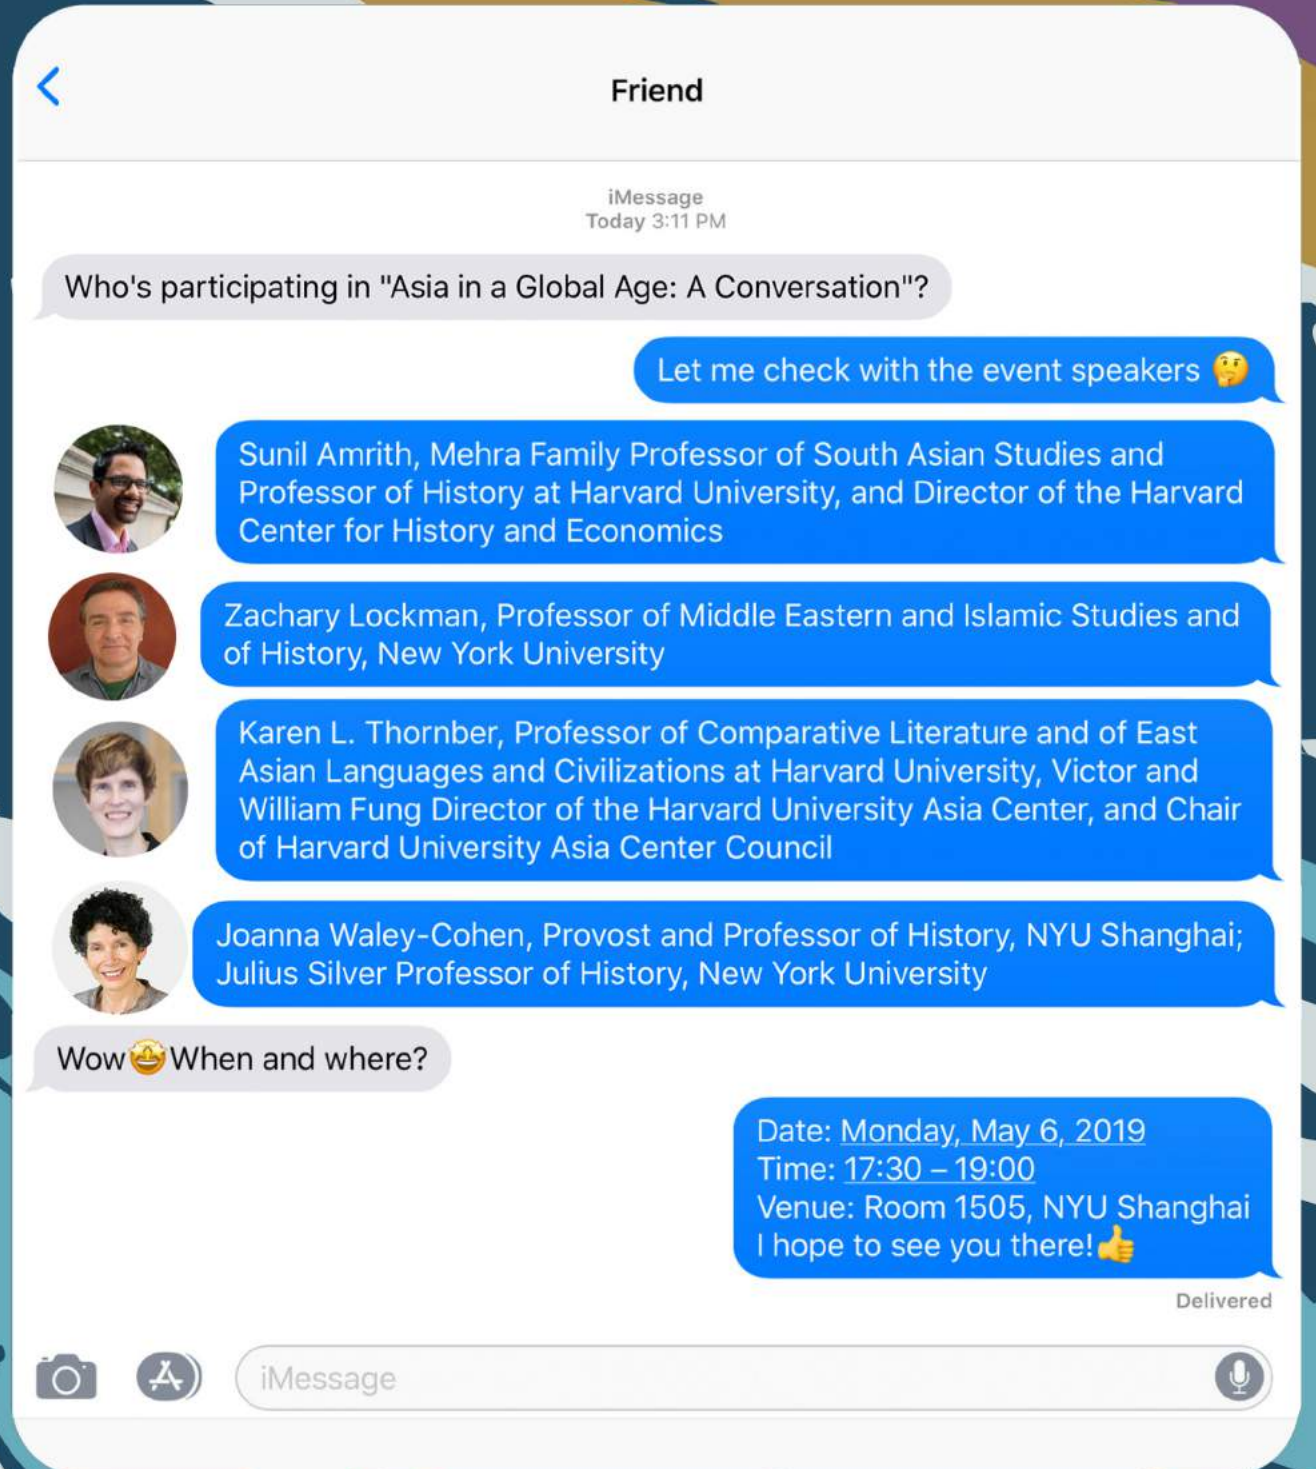 Friend
iMessage
Today 3:11 PM
Who's participating in "Asia in a Global Age: A Conversation"?
Let me check with the event speakers 🤔
Sunil Amrith, Mehra Family Professor of South Asian Studies and
Professor of History at Harvard University, and Director of the Harvard
Center for History and Economics
Zachary Lockman, Professor of Middle Eastern and Islamic Studies and
of History, New York University
Karen L. Thornber, Professor of Comparative Literature and of East
Asian Languages and Civilizations at Harvard University, Victor and
William Fung Director of the Harvard University Asia Center, and Chair
of Harvard University Asia Center Council
Joanna Waley-Cohen, Provost and Professor of History, NYU Shanghai;
Julius Silver Professor of History, New York University
Wow🤩When and where?
Date: Monday, May 6, 2019
Time: 17:30 – 19:00
Venue: Room 1505, NYU Shanghai
I hope to see you there!👍
Delivered
iMessage